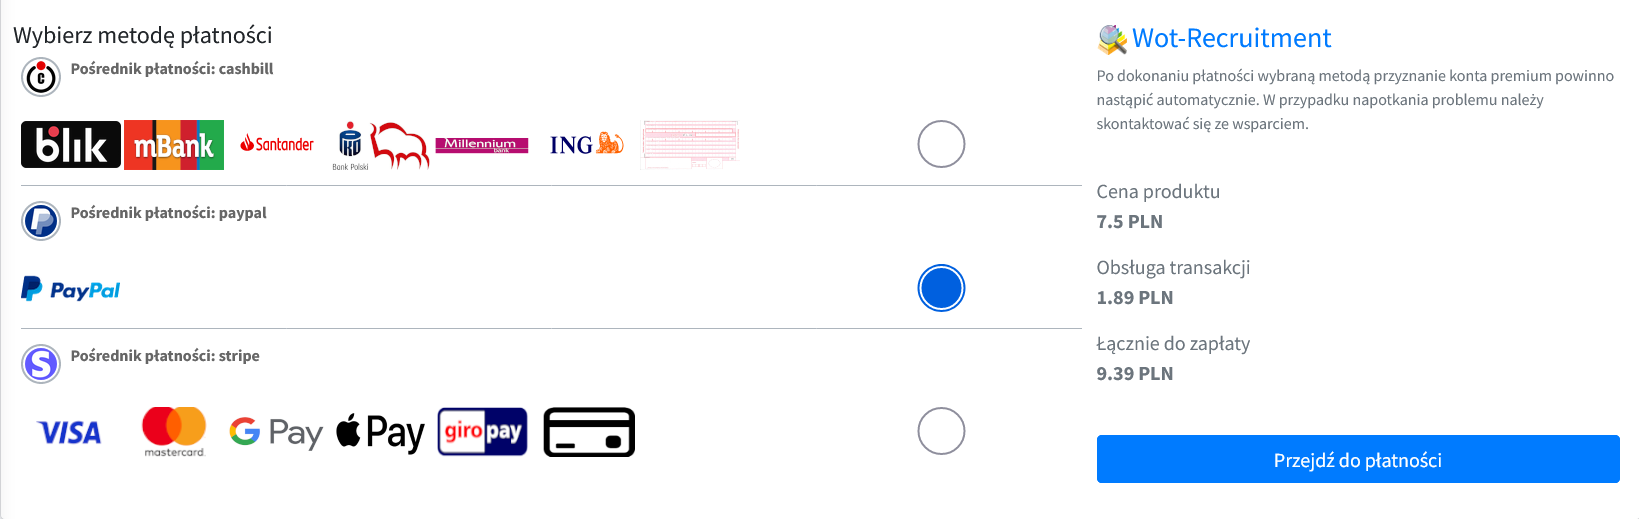 Wybierz metodę płatności
Pośrednik płatności: cashbill
blik
mBank
Santander
Bank Polski
Millennium
bank
ING
Pośrednik płatności: paypal
PayPal
Pośrednik płatności: stripe
VISA
mastercard
G Pay
Pay
giropay
Wot-Recruitment
Po dokonaniu płatności wybraną metodą przyznanie konta premium powinno
nastąpić automatycznie. W przypadku napotkania problemu należy
skontaktować się ze wsparciem.
Cena produktu
7.5 PLN
Obsługa transakcji
1.89 PLN
Łącznie do zapłaty
9.39 PLN
Przejdź do płatności